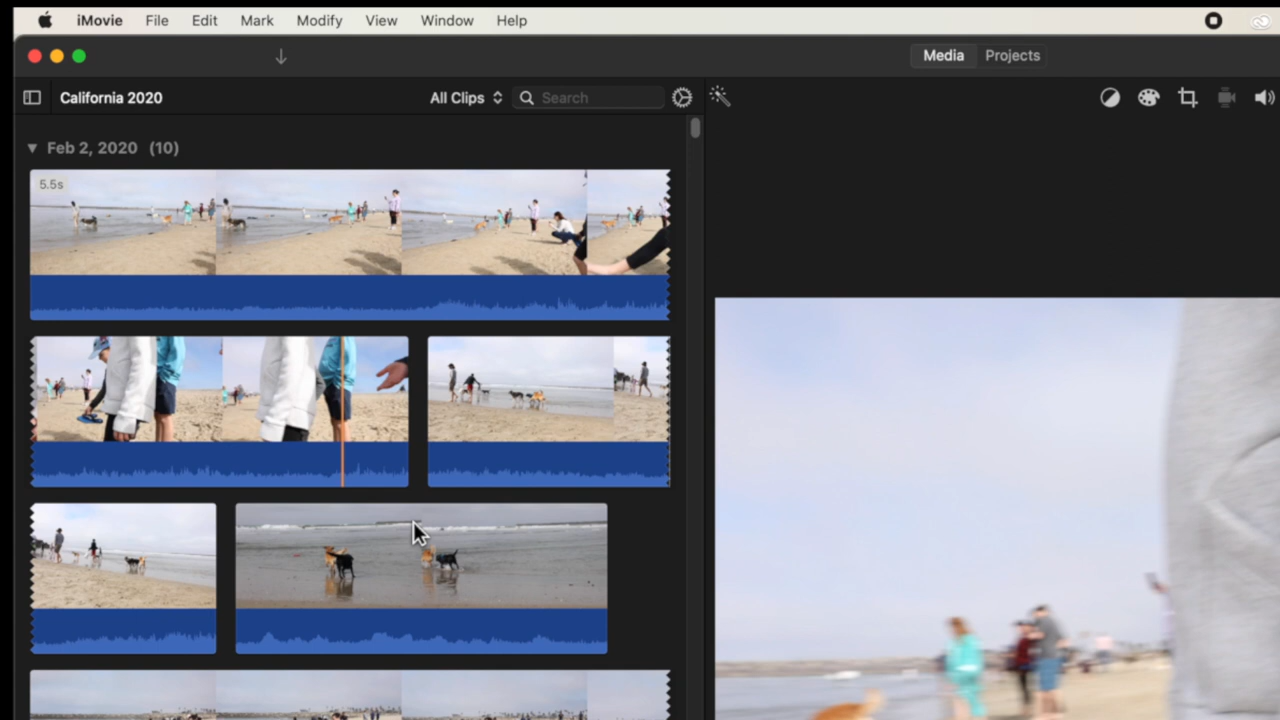 iMovie File Edit Mark Modify View Window Help
Media Projects
California 2020 All Clips Search
Feb 2, 2020 (10)
5.5s